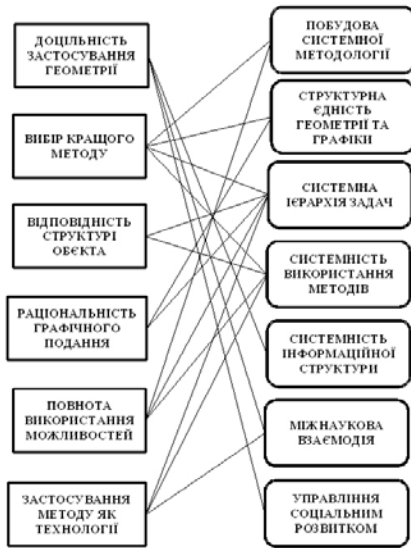 ДОЦІЛЬНІСТЬ
ЗАСТОСУВАННЯ
ГЕОМЕТРІЇ
ВИБІР КРАЩОГО
МЕТОДУ
ВІДПОВІДНІСТЬ
СТРУКТУРІ
ОБЄКТА
РАЦІОНАЛЬНІСТЬ
ГРАФІЧНОГО
ПОДАННЯ
ПОВНОТА
ВИКОРИСТАННЯ
МОЖЛИВОСТЕЙ
ЗАСТОСУВАННЯ
МЕТОДУ ЯК
ТЕХНОЛОГІЇ
ПОБУДОВА
СИСТЕМНОЇ
МЕТОДОЛОГІЇ
СТРУКТУРНА
ЄДНІСТЬ
ГЕОМЕТРІЇ ТА
ГРАФІКИ
СИСТЕМНА
ІЄРАРХІЯ ЗАДАЧ
СИСТЕМНІСТЬ
ВИКОРИСТАННЯ
МЕТОДІВ
СИСТЕМНІСТЬ
ІНФОРМАЦІЙНОЇ
СТРУКТУРИ
МІЖНАУКОВА
ВЗАЄМОДІЯ
УПРАВЛІННЯ
СОЦІАЛЬНИМ
РОЗВИТКОМ